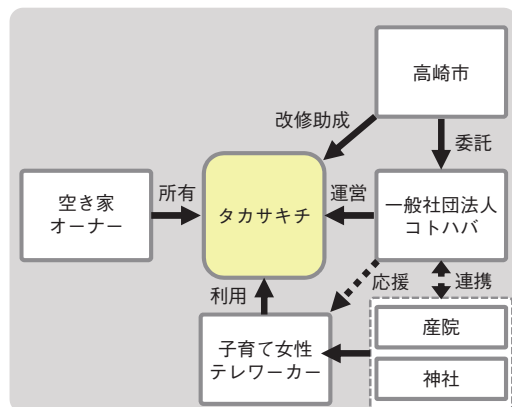 高崎市
改修助成
委託
空き家
オーナー
所有
タカサキチ
運営
一般社団法人
コトハバ
利用
応援
連携
子育て女性
テレワーカー
産院
神社